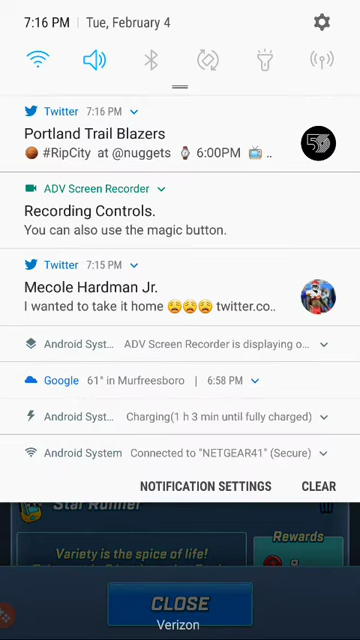 7:16 PM | Tue, February 4
Twitter 7:16 PM
Portland Trail Blazers
🏀 #RipCity at @nuggets ⌚ 6:00PM 📺 ..
50
ADV Screen Recorder
Recording Controls.
You can also use the magic button.
Twitter 7:15 PM
Mecole Hardman Jr.
I wanted to take it home 😩😩😩 twitter.co..
Android Syst... ADV Screen Recorder is displaying o...
Google 61° in Murfreesboro | 6:58 PM
Android Syst... Charging(1 h 3 min until fully charged)
Android System Connected to "NETGEAR41" (Secure)
NOTIFICATION SETTINGS CLEAR
Star Runner
Variety is the spice of life!
Rewards
CLOSE
Verizon